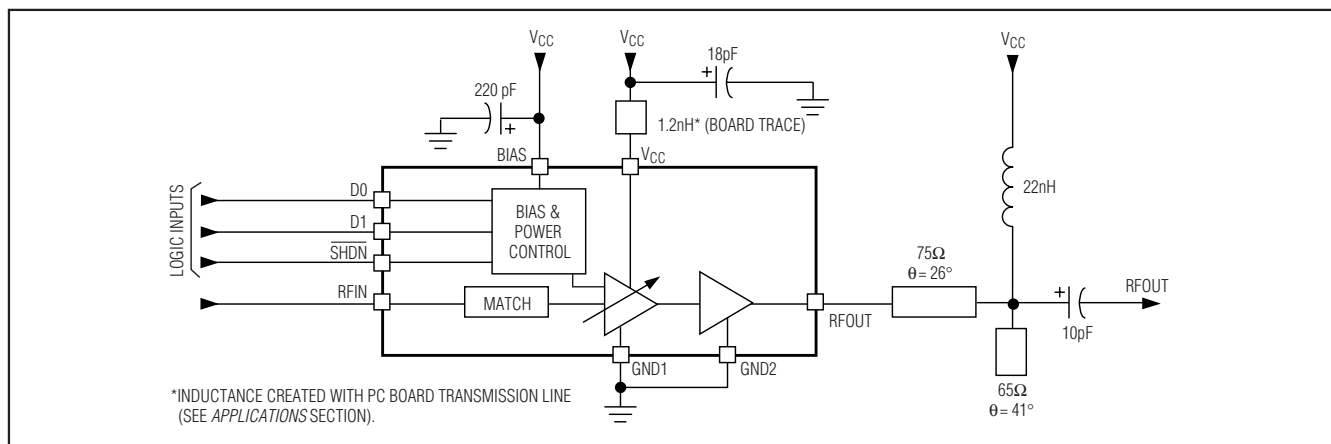 VCC
VCC
VCC
18pF
+
220 pF
+
1.2nH* (BOARD TRACE)
BIAS
VCC
LOGIC INPUTS
D0
D1
SHDN
RFIN
BIAS &
POWER
CONTROL
MATCH
22nH
75Ω
θ = 26°
+
RFOUT
RFOUT
10pF
GND1
GND2
65Ω
θ = 41°
*INDUCTANCE CREATED WITH PC BOARD TRANSMISSION LINE
(SEE APPLICATIONS SECTION).